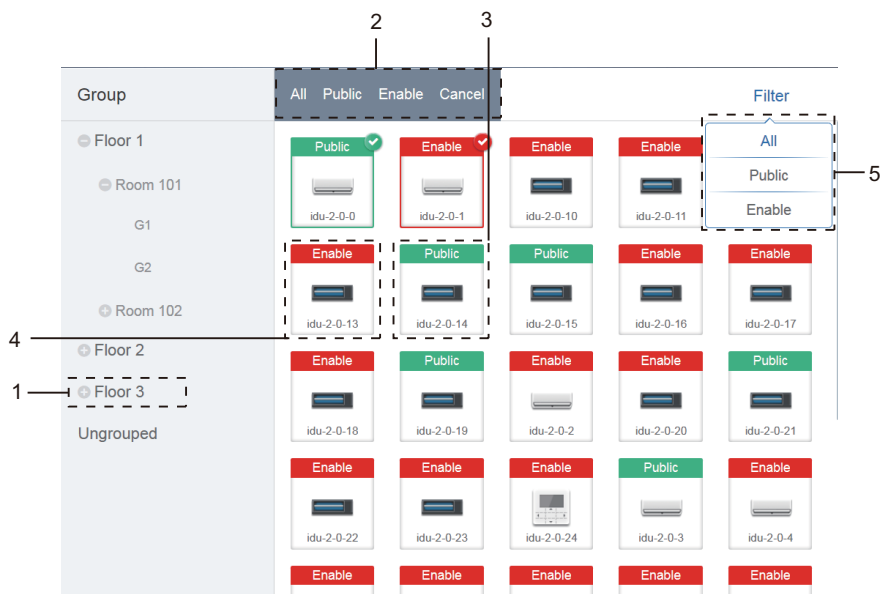 2
3
Group
All Public Enable Cancel
Filter
Floor 1
Room 101
G1
G2
Room 102
Floor 2
Floor 3
Ungrouped
All
Public
Enable
5
4
1
Public Enable Enable Enable
idu-2-0-0 idu-2-0-1 idu-2-0-10 idu-2-0-11
Enable Public Public Enable Enable
idu-2-0-13 idu-2-0-14 idu-2-0-15 idu-2-0-16 idu-2-0-17
Enable Public Enable Enable Public
idu-2-0-18 idu-2-0-19 idu-2-0-2 idu-2-0-20 idu-2-0-21
Enable Enable Enable Public Enable
idu-2-0-22 idu-2-0-23 idu-2-0-24 idu-2-0-3 idu-2-0-4
Enable Enable Enable Enable Enable